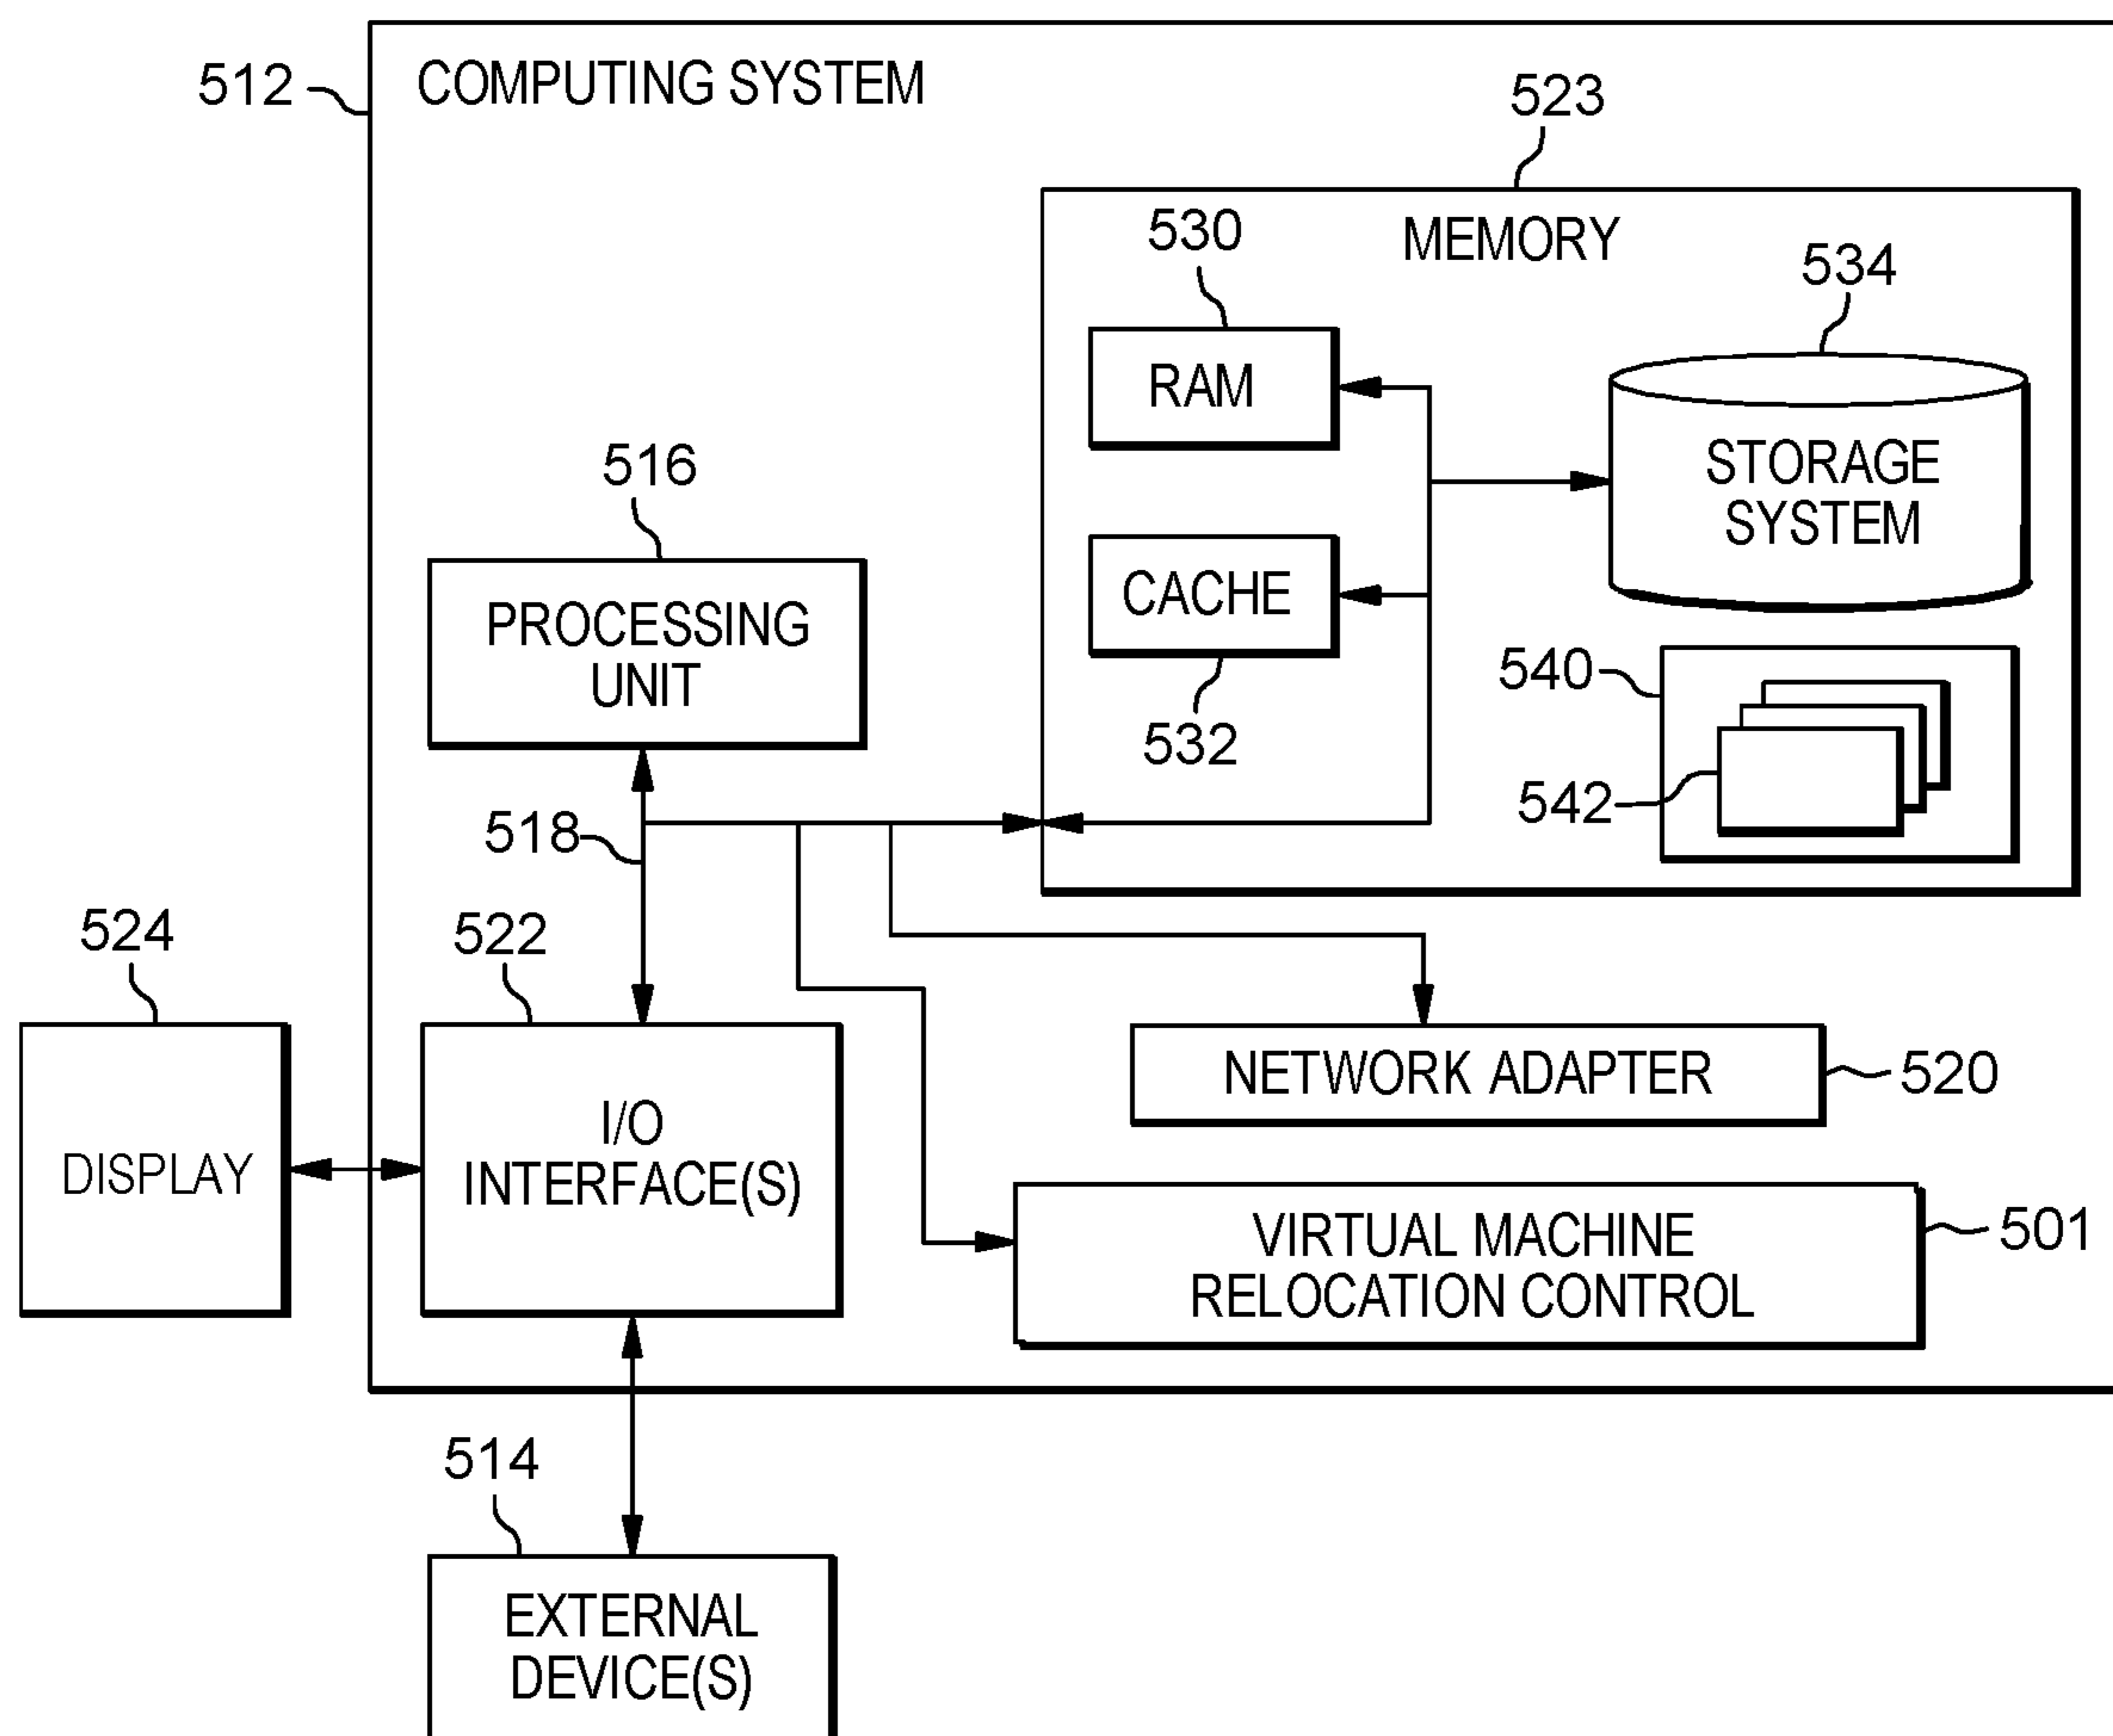 512
COMPUTING SYSTEM
523
MEMORY
530
RAM
534
STORAGE
SYSTEM
516
PROCESSING
UNIT
CACHE
532
540
542
518
524
DISPLAY
522
I/O
INTERFACE(S)
NETWORK ADAPTER
520
VIRTUAL MACHINE
RELOCATION CONTROL
501
514
EXTERNAL
DEVICE(S)